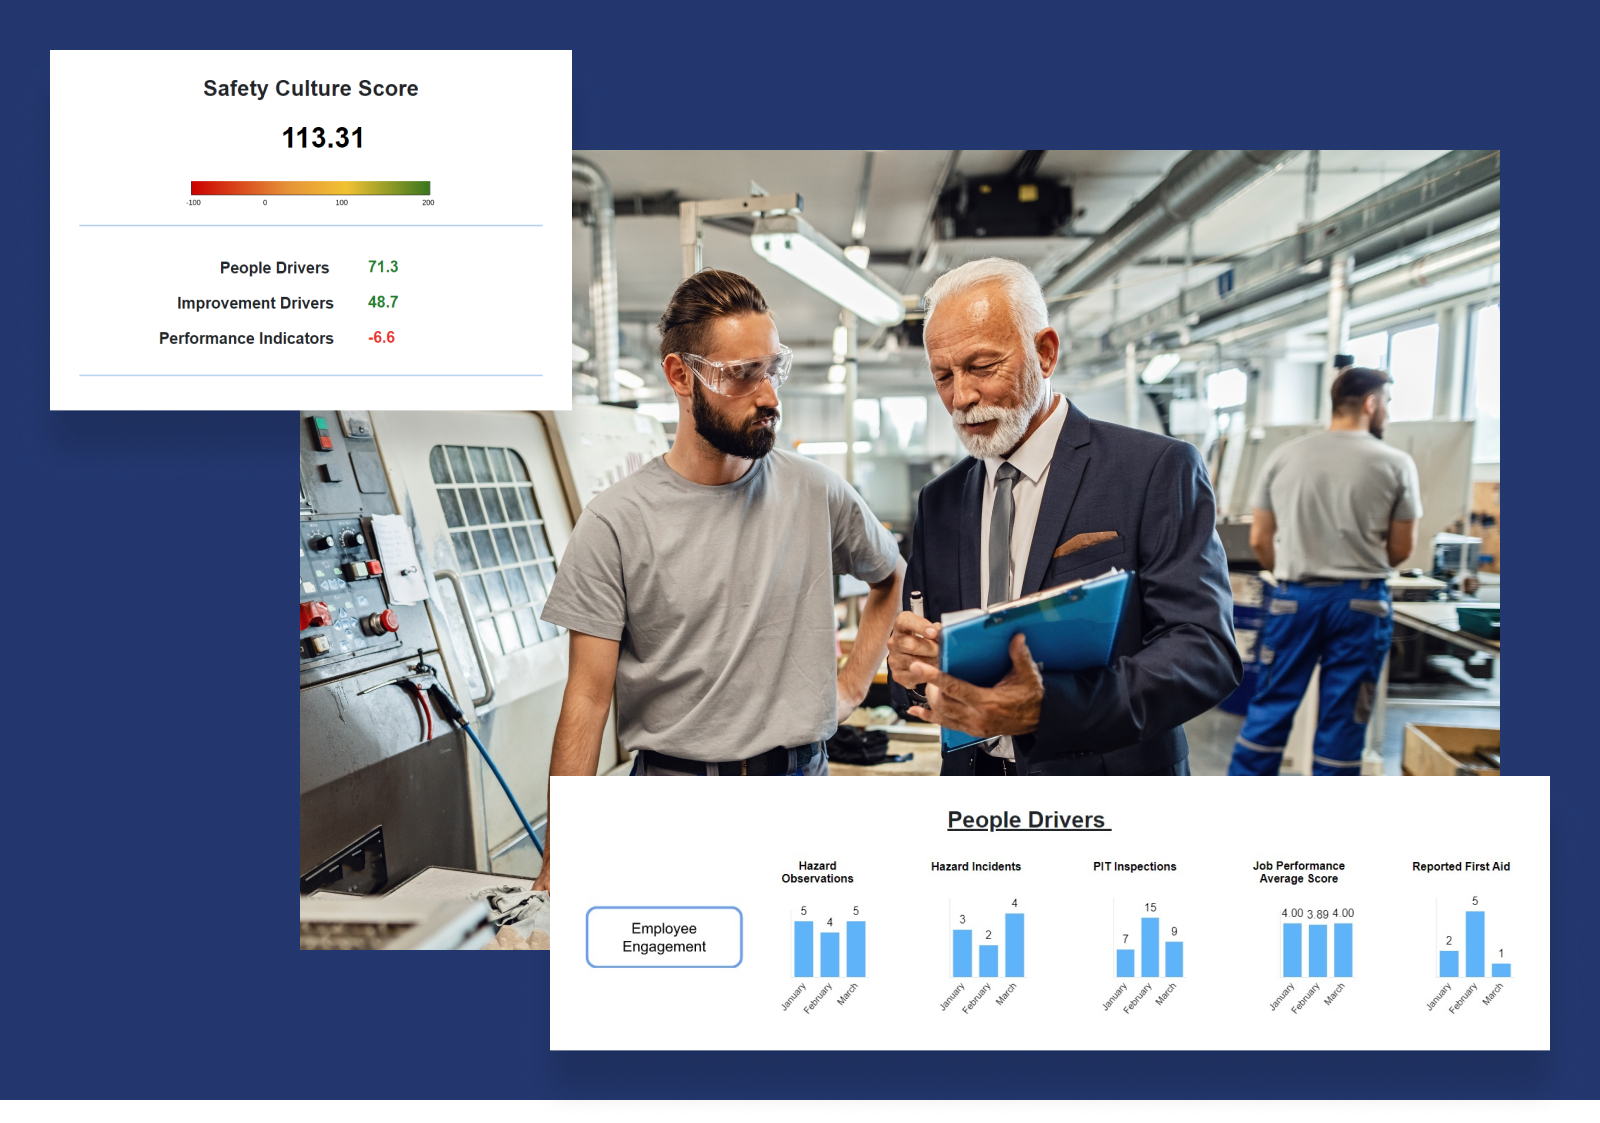 Safety Culture Score
113.31
-100 0 100 200
People Drivers 71.3
Improvement Drivers 48.7
Performance Indicators -6.6
People Drivers
Employee
Engagement
Hazard
Observations
5 4 5
January February March
Hazard Incidents
3 2 4
January February March
PIT Inspections
7 15 9
January February March
Job Performance
Average Score
4.00 3.89 4.00
January February March
Reported First Aid
2 5 1
January February March